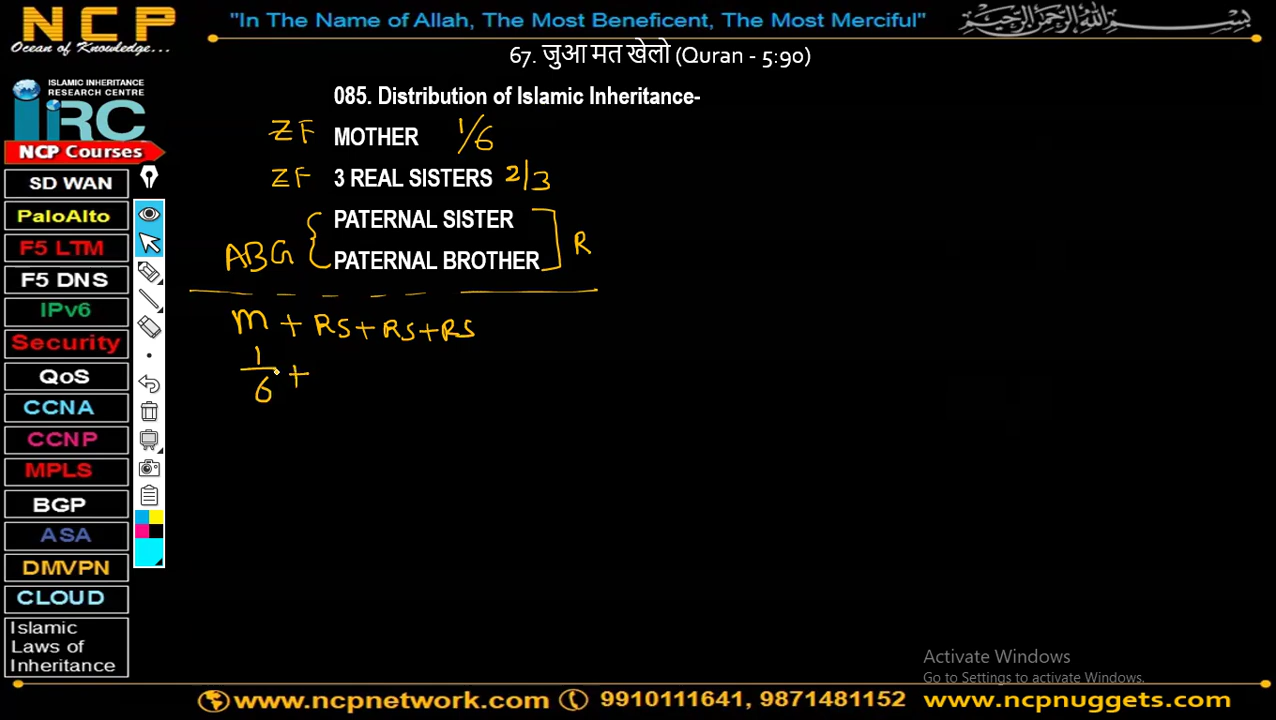 NCP
Ocean of Knowledge...
"In The Name of Allah, The Most Beneficent, The Most Merciful"
بِسْمِ اللهِ الرَّحْمٰنِ الرَّحِيْمِ
67. जुआ मत खेलो (Quran - 5:90)
ISLAMIC INHERITANCE
RESEARCH CENTRE
iIRC
NCP Courses
SD WAN
PaloAlto
F5 LTM
F5 DNS
IPv6
Security
QoS
CCNA
CCNP
MPLS
BGP
ASA
DMVPN
CLOUD
Islamic
Laws of
Inheritance
085. Distribution of Islamic Inheritance-
ZF MOTHER 1/6
ZF 3 REAL SISTERS 2/3
PATERNAL SISTER
ABG { PATERNAL BROTHER ] R
M + RS + RS + RS
1/6 +
Activate Windows
Go to Settings to activate Windows.
www.ncpnetwork.com 9910111641, 9871481152 www.ncpnuggets.com